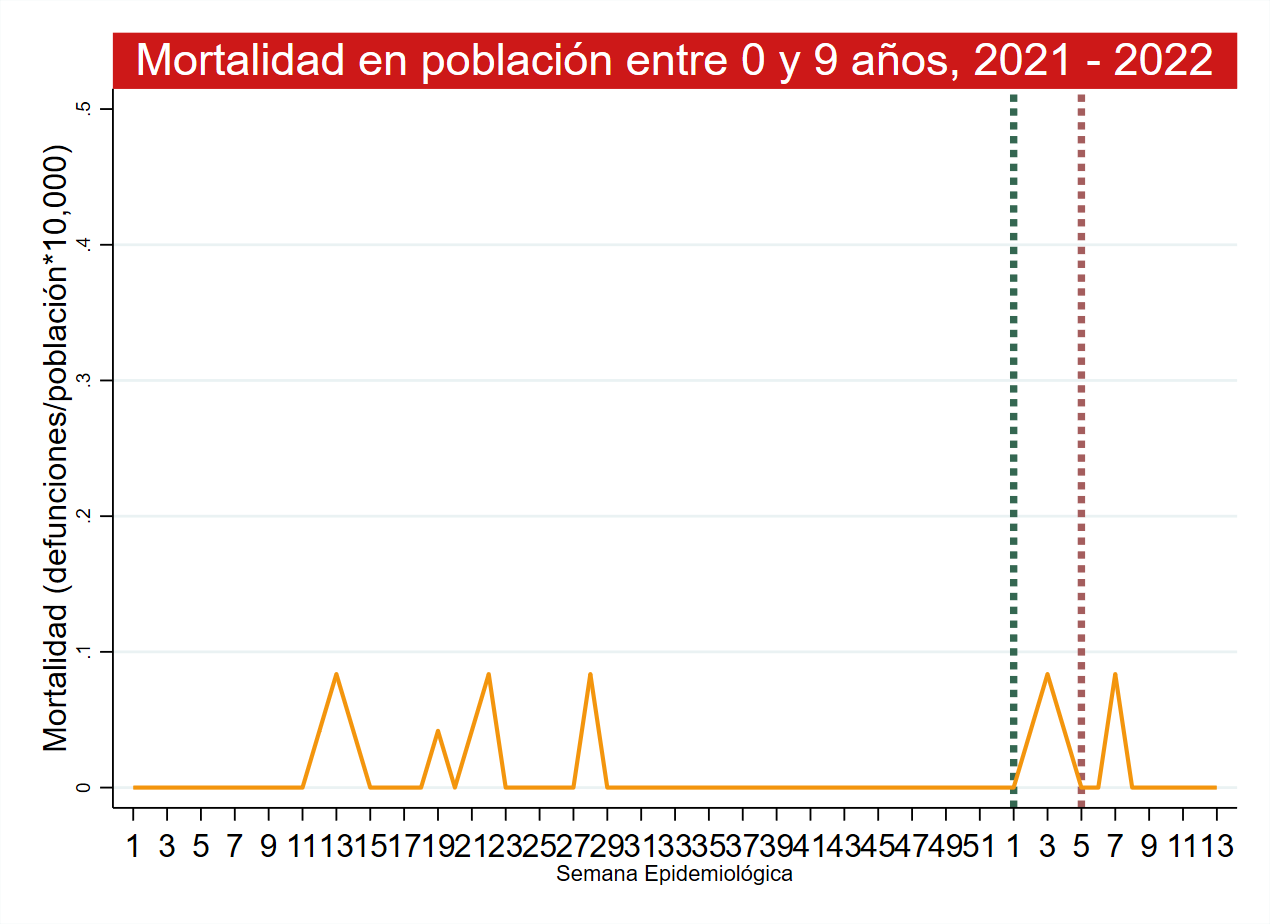 Mortalidad en población entre 0 y 9 años, 2021 - 2022
Mortalidad (defunciones/población*10,000)
.5
.4
.3
.2
.1
0
1 3 5 7 9 11 13 15 17 19 21 23 25 27 29 31 33 35 37 39 41 43 45 47 49 51 1 3 5 7 9 11 13
Semana Epidemiológica